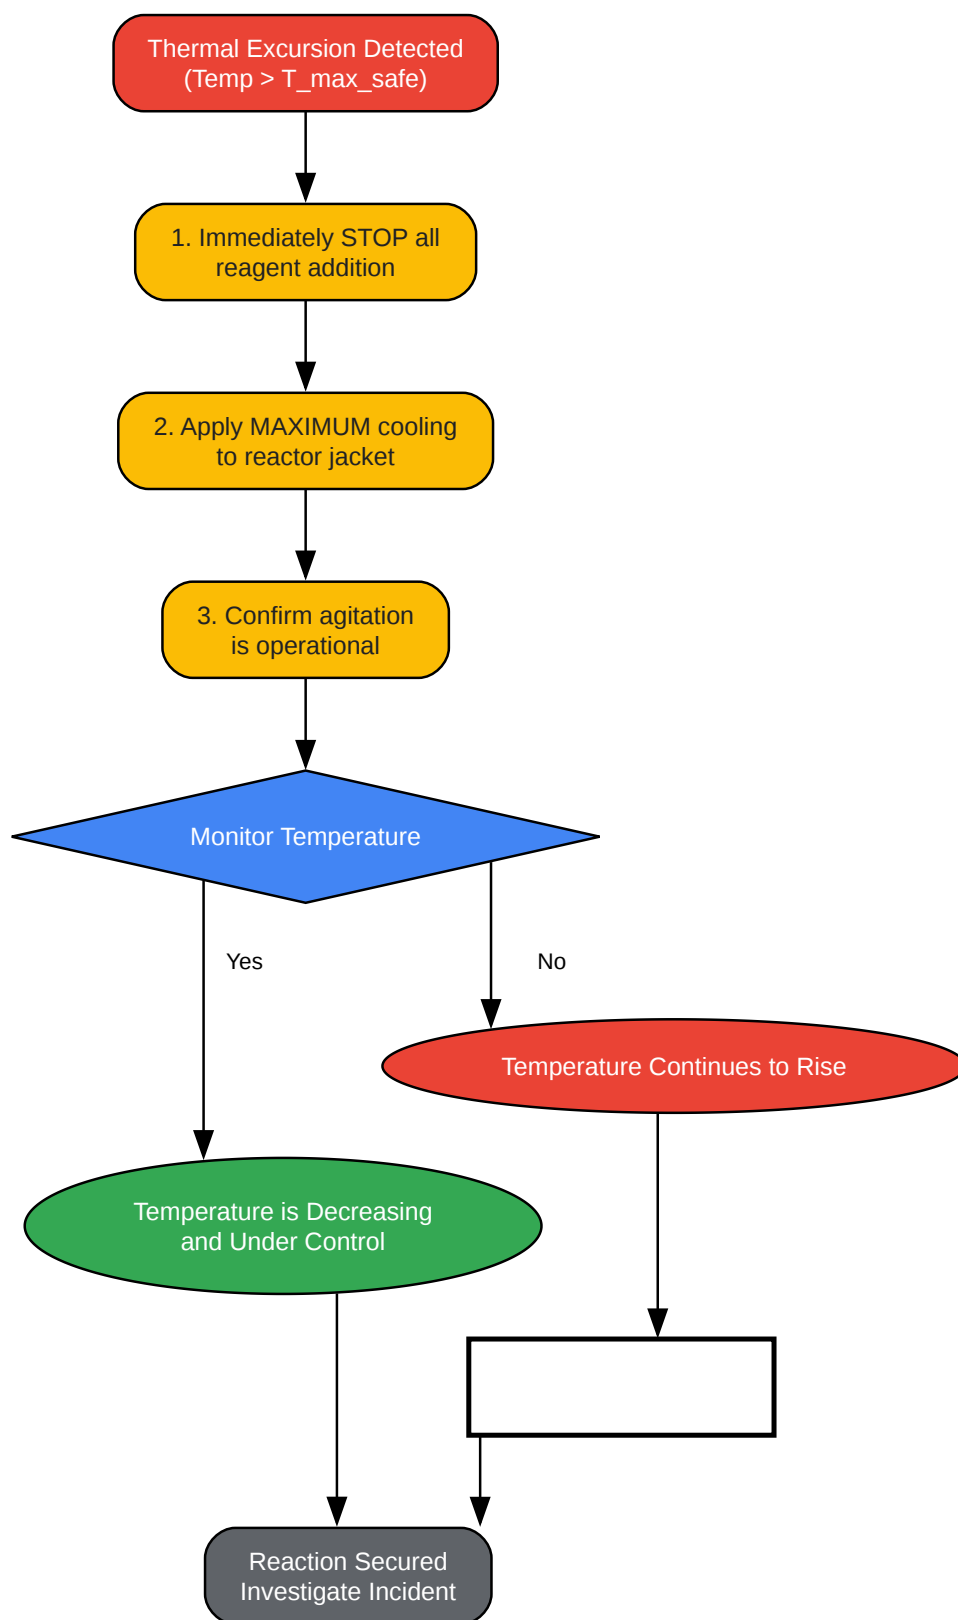 Thermal Excursion Detected
(Temp > T_max_safe)
1. Immediately STOP all
reagent addition
2. Apply MAXIMUM cooling
to reactor jacket
3. Confirm agitation
is operational
Monitor Temperature
Yes
No
Temperature Continues to Rise
Temperature is Decreasing
and Under Control
Reaction Secured
Investigate Incident